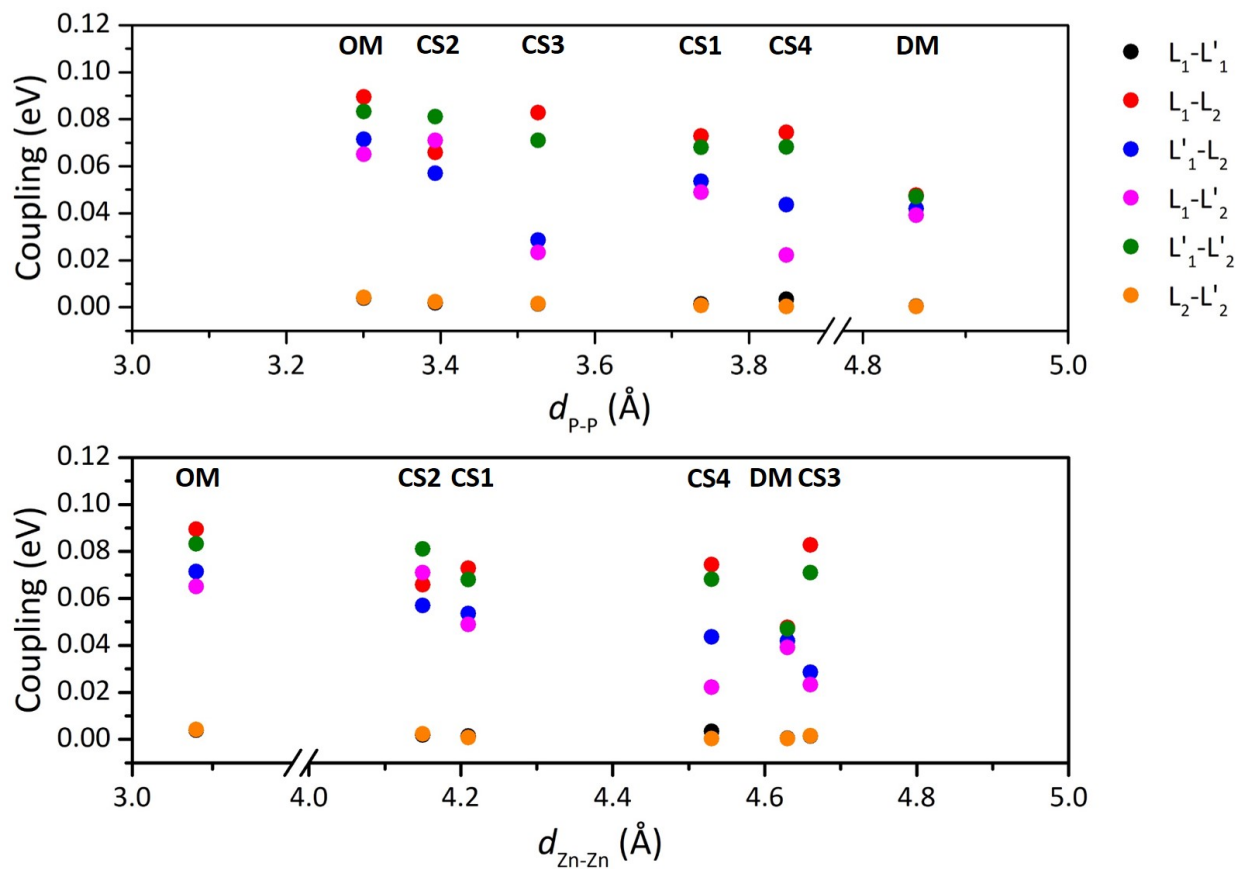 0.12
0.10
0.08
0.06
0.04
0.02
0.00
Coupling (eV)
OM CS2 CS3 CS1 CS4 DM
3.0 3.2 3.4 3.6 3.8 4.8 5.0
d_P-P (Å)
L₁-L'₁
L₁-L₂
L'₁-L₂
L₁-L'₂
L'₁-L'₂
L₂-L'₂
0.12
0.10
0.08
0.06
0.04
0.02
0.00
Coupling (eV)
OM CS2 CS1 CS4 DM CS3
3.0 4.0 4.2 4.4 4.6 4.8 5.0
d_Zn-Zn (Å)